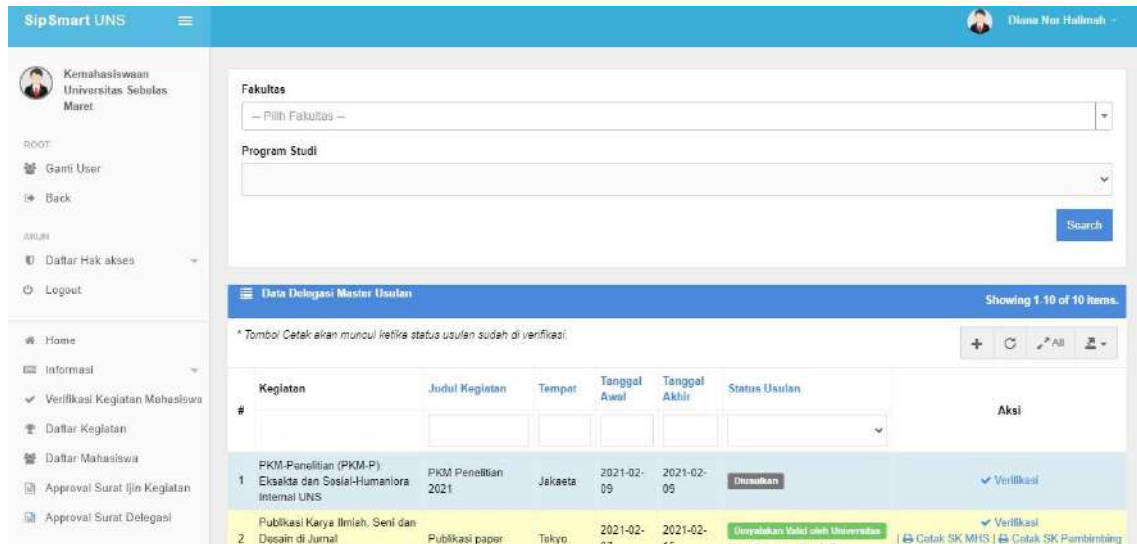 SipSmart UNS
Diana Nur Halimah
Kemahasiswaan
Universitas Sebelas
Maret
ROOT
Ganti User
Back
AKUN
Daftar Hak akses
Logout
Home
Informasi
Verifikasi Kegiatan Mahasiswa
Daftar Kegiatan
Daftar Mahasiswa
Approval Surat Ijin Kegiatan
Approval Surat Delegasi
Fakultas
-- Pilih Fakultas --
Program Studi
Search
Data Delegasi Master Usulan
Showing 1-10 of 10 items.
* Tombol Cetak akan muncul ketika status usulan sudah di verifikasi.
All
# Kegiatan Judul Kegiatan Tempat Tanggal Awal Tanggal Akhir Status Usulan Aksi
1 PKM-Penelitian (PKM-P): Eksakta dan Sosial-Humaniora Internal UNS PKM Penelitian 2021 Jakaeta 2021-02-09 2021-02-09 Diusulkan Verifikasi
2 Publikasi Karya Ilmiah, Seni dan Desain di Jurnal Publikasi paper Tokyo 2021-02- 2021-02- Dinyatakan Valid oleh Universitas Verifikasi
| Cetak SK MHS | Cetak SK Pembimbing